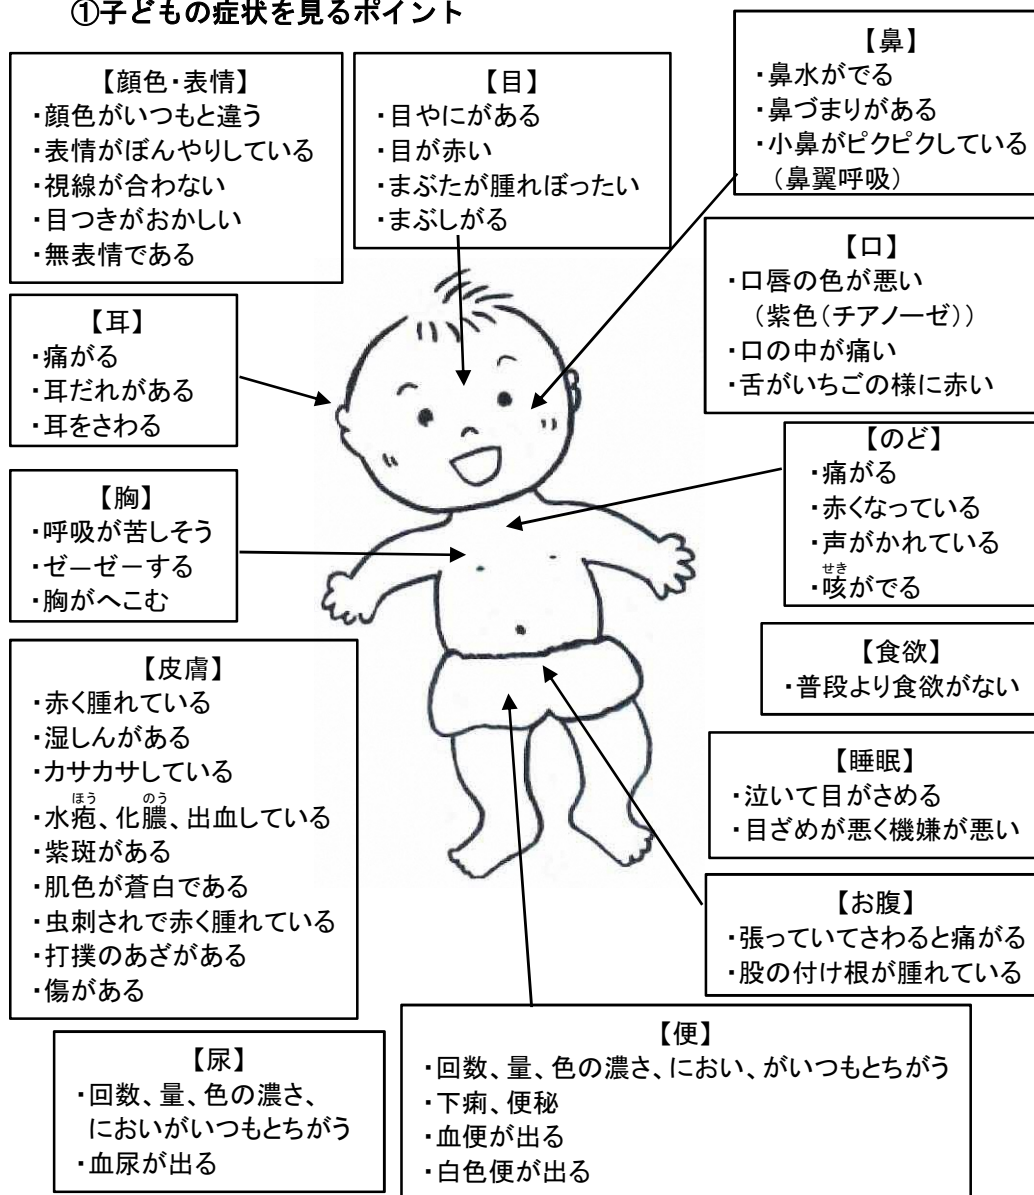 ①子どもの症状を見るポイント
【顔色・表情】
・顔色がいつもと違う
・表情がぼんやりしている
・視線が合わない
・目つきがおかしい
・無表情である
【目】
・目やにがある
・目が赤い
・まぶたが腫れぼったい
・まぶしがる
【鼻】
・鼻水がでる
・鼻づまりがある
・小鼻がピクピクしている
（鼻翼呼吸）
【耳】
・痛がる
・耳だれがある
・耳をさわる
【口】
・口唇の色が悪い
（紫色（チアノーゼ））
・口の中が痛い
・舌がいちごの様に赤い
【胸】
・呼吸が苦しそう
・ゼーゼーする
・胸がへこむ
【のど】
・痛がる
・赤くなっている
・声がかれている
せき
・咳がでる
【皮膚】
・赤く腫れている
・湿しんがある
・カサカサしている
ほう のう
・水疱、化膿、出血している
・紫斑がある
・肌色が蒼白である
・虫刺されで赤く腫れている
・打撲のあざがある
・傷がある
【食欲】
・普段より食欲がない
【睡眠】
・泣いて目がさめる
・目ざめが悪く機嫌が悪い
【お腹】
・張っていてさわると痛がる
・股の付け根が腫れている
【尿】
・回数、量、色の濃さ、
においがいつもとちがう
・血尿が出る
【便】
・回数、量、色の濃さ、におい、がいつもとちがう
・下痢、便秘
・血便が出る
・白色便が出る